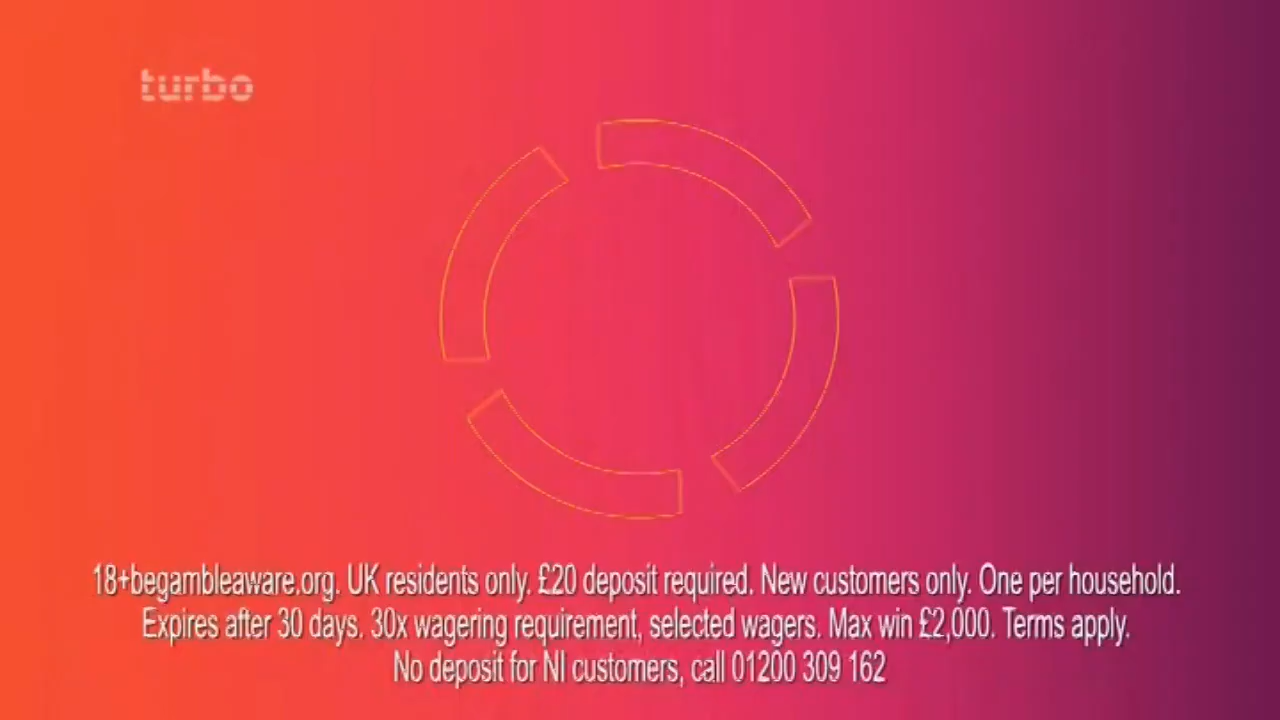 turbo
18+begambleaware.org. UK residents only. £20 deposit required. New customers only. One per household.
Expires after 30 days. 30x wagering requirement, selected wagers. Max win £2,000. Terms apply.
No deposit for NI customers, call 01200 309 162